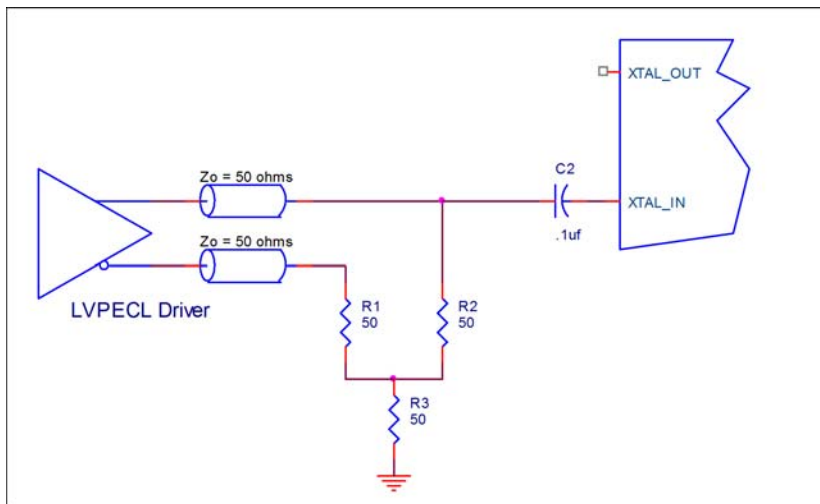 XTAL_OUT
Zo = 50 ohms
C2
XTAL_IN
.1uf
Zo = 50 ohms
LVPECL Driver
R1
50
R2
50
R3
50